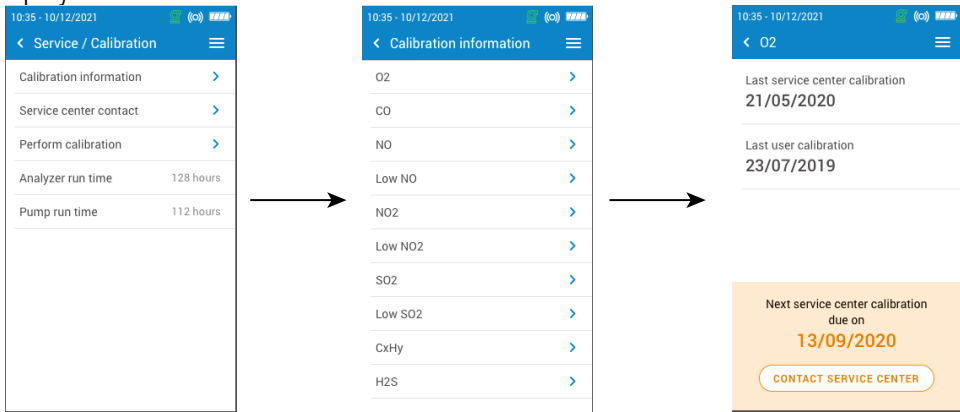 10:35 - 10/12/2021
Service / Calibration
Calibration information
Service center contact
Perform calibration
Analyzer run time 128 hours
Pump run time 112 hours
10:35 - 10/12/2021
Calibration information
O2
CO
NO
Low NO
NO2
Low NO2
SO2
Low SO2
CxHy
H2S
10:35 - 10/12/2021
O2
Last service center calibration
21/05/2020
Last user calibration
23/07/2019
Next service center calibration
due on
13/09/2020
CONTACT SERVICE CENTER